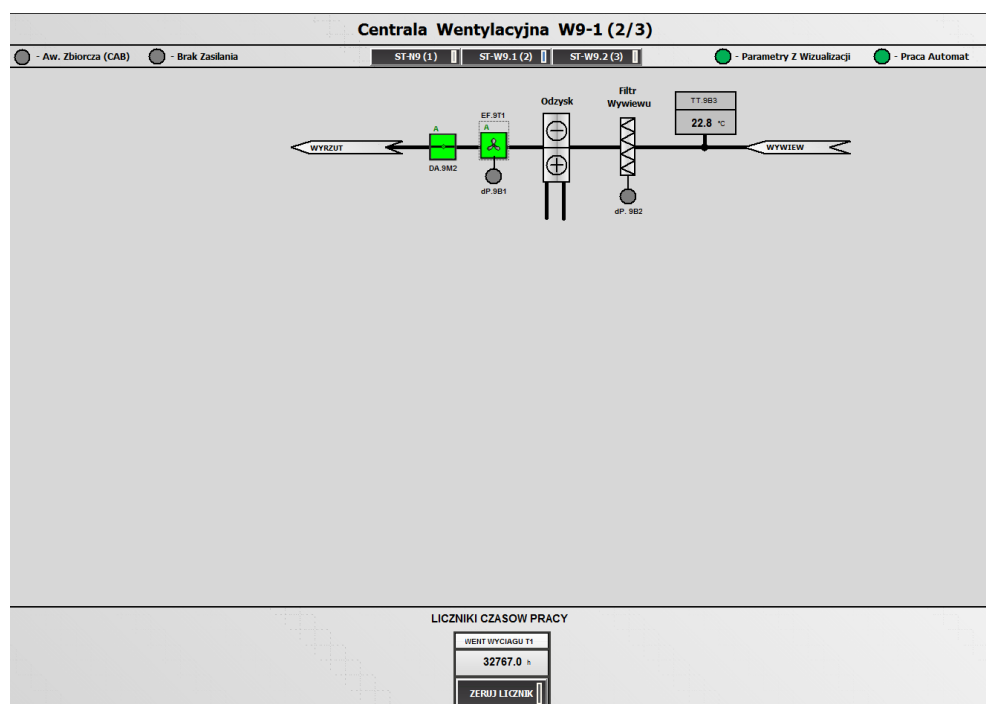 Centrala Wentylacyjna W9-1 (2/3)
- Aw. Zbiorcza (CAB) - Brak Zasilania ST-N9 (1) ST-W9.1 (2) ST-W9.2 (3) - Parametry Z Wizualizacji - Praca Automat
Filtr
Odzysk Wywiewu
TT.9B3
EF.9T1
22.8 °C
A A
WYRZUT WYWIEW
DA.9M2
dP.9B1
dP. 9B2
LICZNIKI CZASOW PRACY
WENT WYCIAGU T1
32767.0 h
ZERUJ LICZNIK